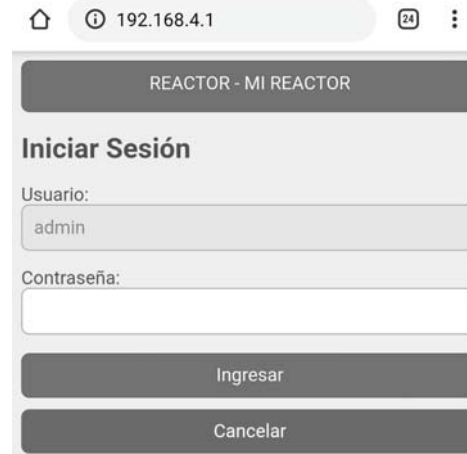 192.168.4.1
24
REACTOR - MI REACTOR
Iniciar Sesión
Usuario:
admin
Contraseña:
Ingresar
Cancelar